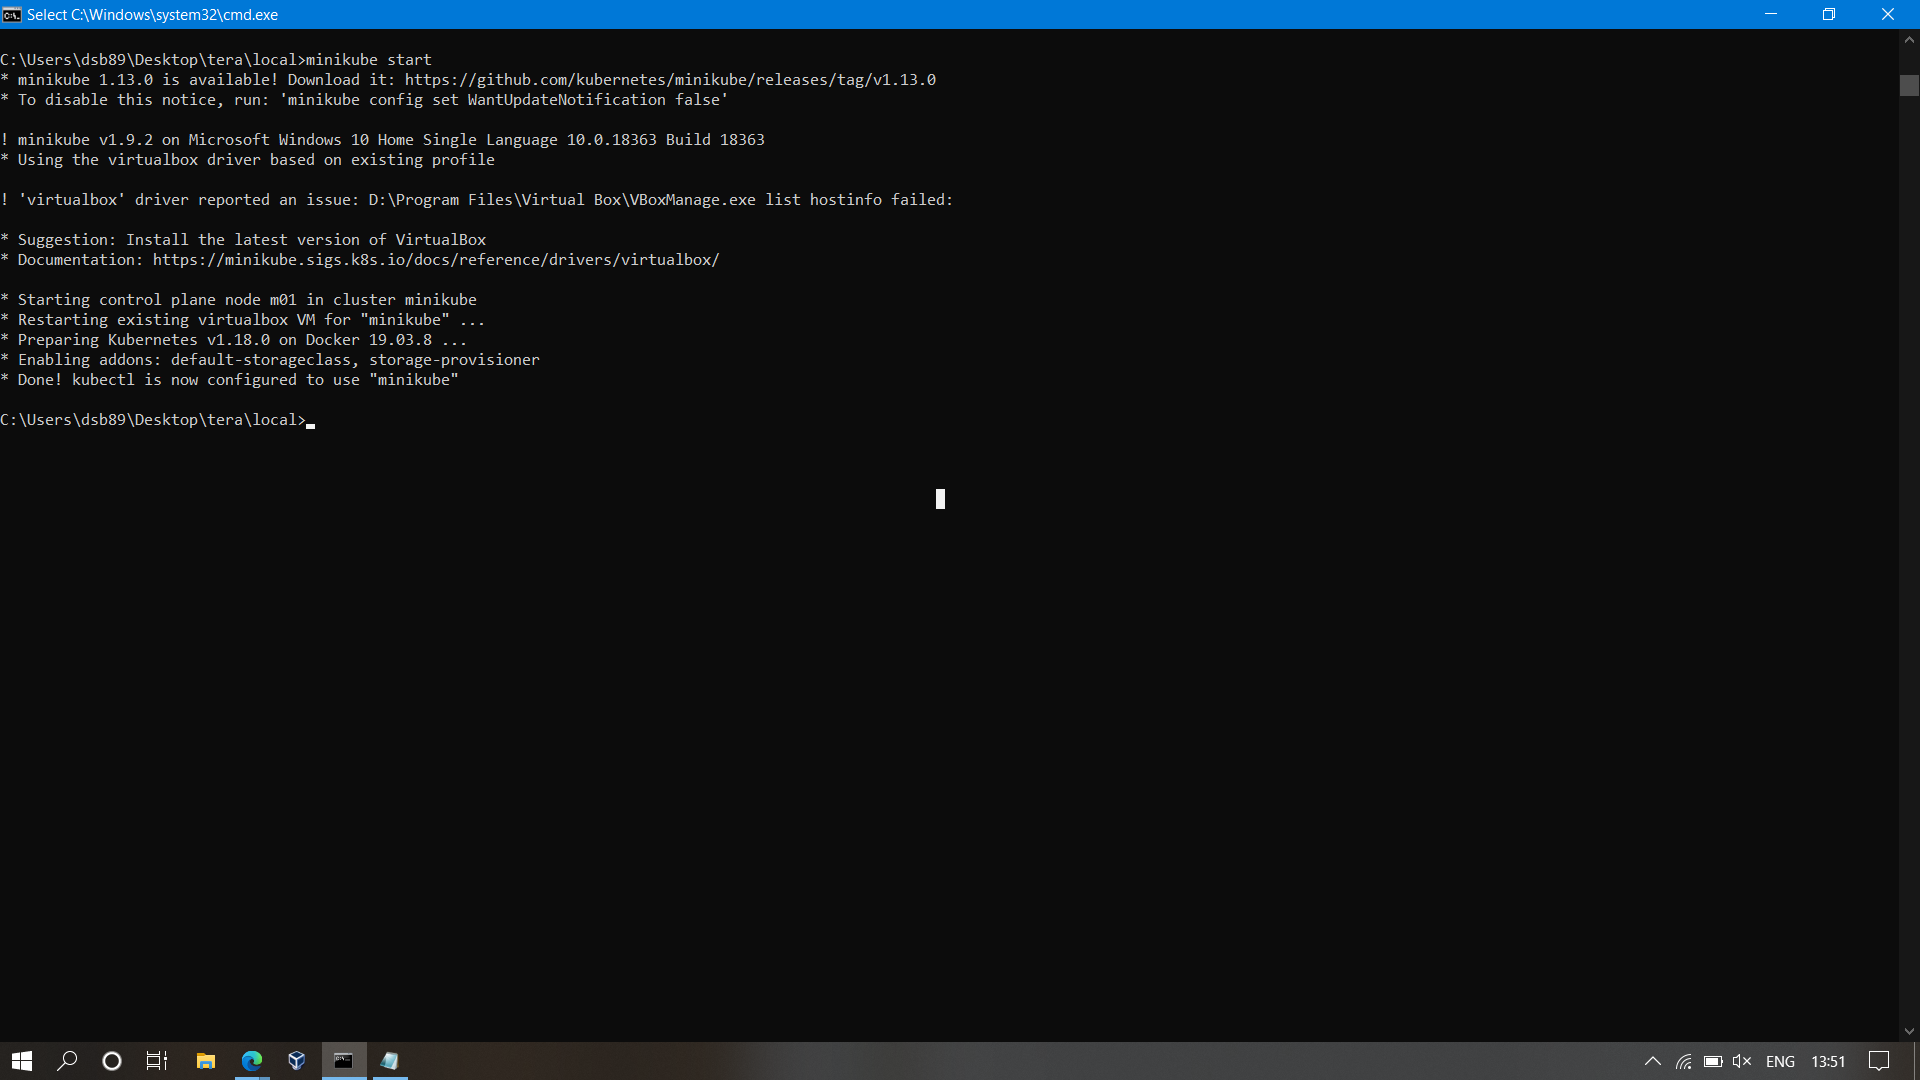 Select C:\Windows\system32\cmd.exe
C:\Users\dsb89\Desktop\tera\local>minikube start
* minikube 1.13.0 is available! Download it: https://github.com/kubernetes/minikube/releases/tag/v1.13.0
* To disable this notice, run: 'minikube config set WantUpdateNotification false'
! minikube v1.9.2 on Microsoft Windows 10 Home Single Language 10.0.18363 Build 18363
* Using the virtualbox driver based on existing profile
! 'virtualbox' driver reported an issue: D:\Program Files\Virtual Box\VBoxManage.exe list hostinfo failed:
* Suggestion: Install the latest version of VirtualBox
* Documentation: https://minikube.sigs.k8s.io/docs/reference/drivers/virtualbox/
* Starting control plane node m01 in cluster minikube
* Restarting existing virtualbox VM for "minikube" ...
* Preparing Kubernetes v1.18.0 on Docker 19.03.8 ...
* Enabling addons: default-storageclass, storage-provisioner
* Done! kubectl is now configured to use "minikube"
C:\Users\dsb89\Desktop\tera\local>
ENG 13:51